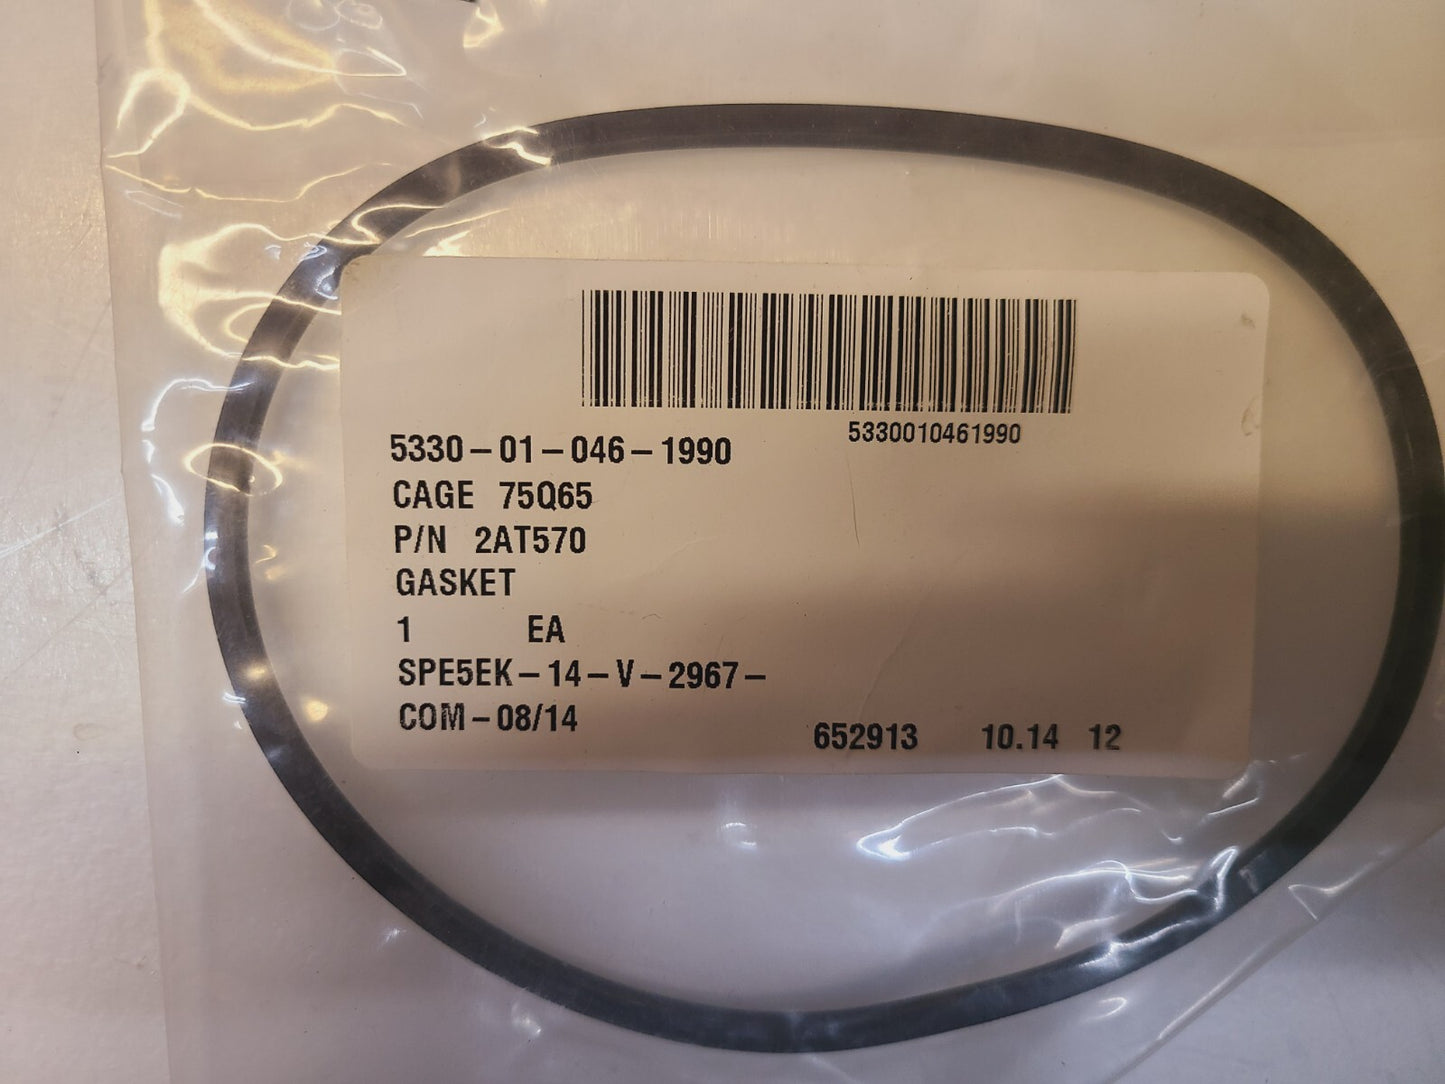 5330010461990
5330-01-046-1990
CAGE 75Q65
P/N 2AT570
GASKET
1 EA
SPE5EK-14-V-2967-
COM-08/14
652913 10.14 12